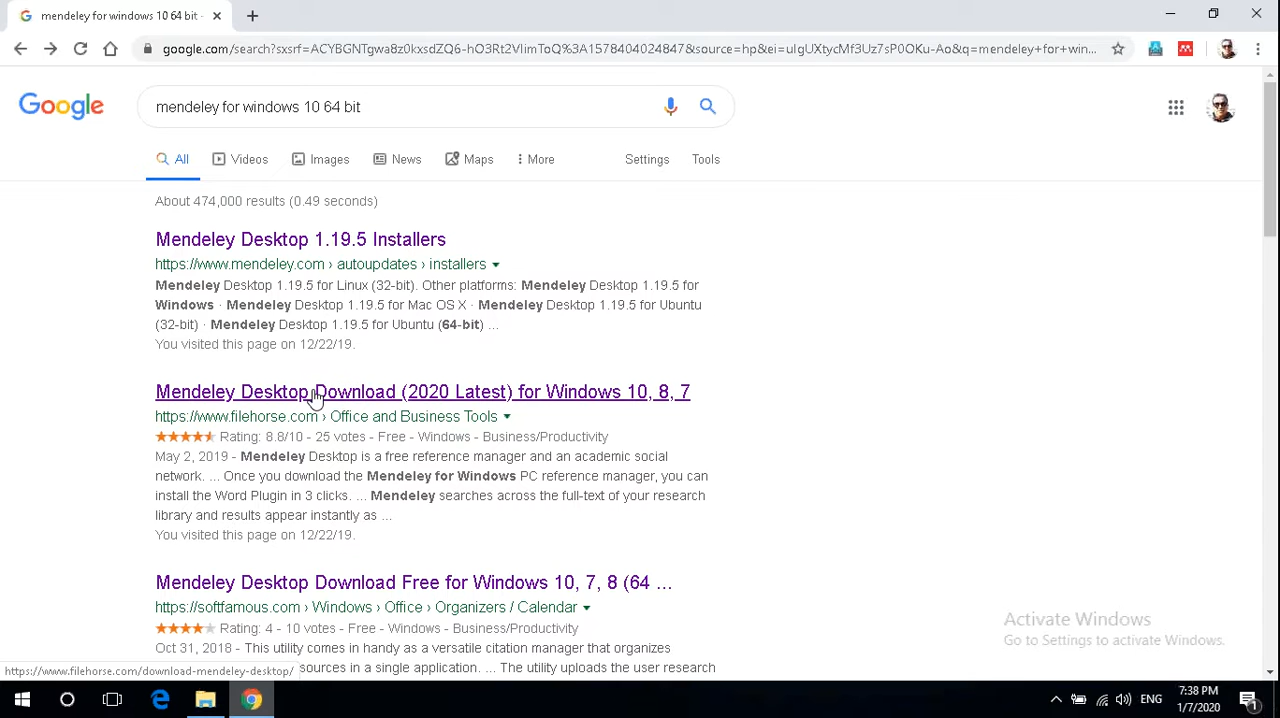 mendeley for windows 10 64 bit -
google.com/search?sxsrf=ACYBGNTgwa8z0kxsdZQ6-hO3Rt2VlimToQ%3A1578404024847&source=hp&ei=uIgUXtycMf3Uz7sP0OKu-Ao&q=mendeley+for+win...
Google
mendeley for windows 10 64 bit
All
Videos
Images
News
Maps
More
Settings
Tools
About 474,000 results (0.49 seconds)
Mendeley Desktop 1.19.5 Installers
https://www.mendeley.com › autoupdates › installers
Mendeley Desktop 1.19.5 for Linux (32-bit). Other platforms: Mendeley Desktop 1.19.5 for
Windows · Mendeley Desktop 1.19.5 for Mac OS X · Mendeley Desktop 1.19.5 for Ubuntu
(32-bit) · Mendeley Desktop 1.19.5 for Ubuntu (64-bit) ...
You visited this page on 12/22/19.
Mendeley Desktop Download (2020 Latest) for Windows 10, 8, 7
https://www.filehorse.com › Office and Business Tools
Rating: 8.8/10 - 25 votes - Free - Windows - Business/Productivity
May 2, 2019 - Mendeley Desktop is a free reference manager and an academic social
network. ... Once you download the Mendeley for Windows PC reference manager, you can
install the Word Plugin in 3 clicks. ... Mendeley searches across the full-text of your research
library and results appear instantly as ...
You visited this page on 12/22/19.
Mendeley Desktop Download Free for Windows 10, 7, 8 (64 ...
https://softfamous.com › Windows › Office › Organizers / Calendar
Rating: 4 - 10 votes - Free - Windows - Business/Productivity
Oct 31, 2018 - This utility comes in handy as a versatile citation manager that organizes
sources in a single application. ... The utility uploads the user research
Activate Windows
Go to Settings to activate Windows.
https://www.filehorse.com/download-mendeley-desktop/
ENG
7:38 PM
1/7/2020
1